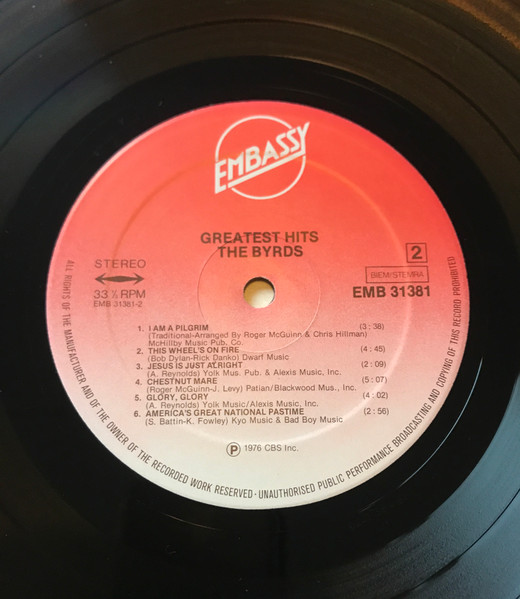 EMBASSY
GREATEST HITS
THE BYRDS
STEREO
33 ⅓ RPM
EMB 31381-2
2
BIEM/STEMRA
EMB 31381
1. I AM A PILGRIM (3:38)
(Traditional-Arranged By Roger McGuinn & Chris Hillman)
McHillby Music Pub. Co.
2. THIS WHEEL'S ON FIRE (4:45)
(Bob Dylan-Rick Danko) Dwarf Music
3. JESUS IS JUST ALRIGHT (2:09)
(A. Reynolds) Yolk Mus. Pub. & Alexis Music, Inc.
4. CHESTNUT MARE (5:07)
(Roger McGuinn-J. Levy) Patian/Blackwood Mus., Inc.
5. GLORY, GLORY (4:02)
(A. Reynolds) Yolk Music/Alexis Music, Inc.
6. AMERICA'S GREAT NATIONAL PASTIME (2:56)
(S. Battin-K. Fowley) Kyo Music & Bad Boy Music
℗ 1976 CBS Inc.
ALL RIGHTS OF THE MANUFACTURER AND OF THE OWNER OF THE RECORDED WORK RESERVED · UNAUTHORISED PUBLIC PERFORMANCE BROADCASTING AND COPYING OF THIS RECORD PROHIBITED